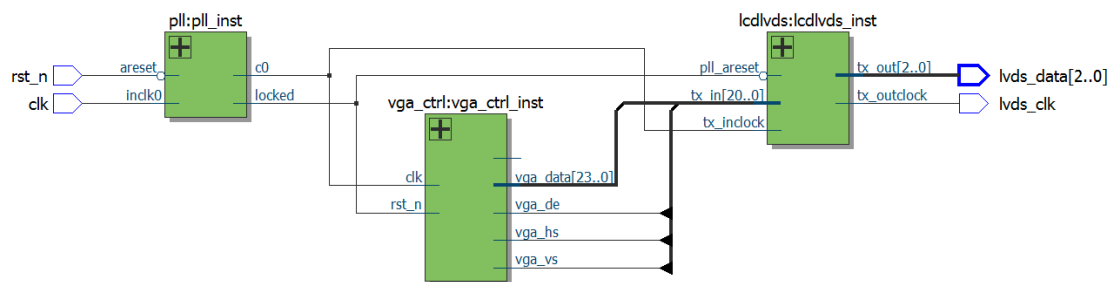 pll:pll_inst
lcdlvds:lcdlvds_inst
rst_n
areset
c0
pll_areset
tx_out[2..0]
lvds_data[2..0]
clk
inclk0
locked
vga_ctrl:vga_ctrl_inst
tx_in[20..0]
tx_outclock
lvds_clk
tx_inclock
clk
vga_data[23..0]
rst_n
vga_de
vga_hs
vga_vs